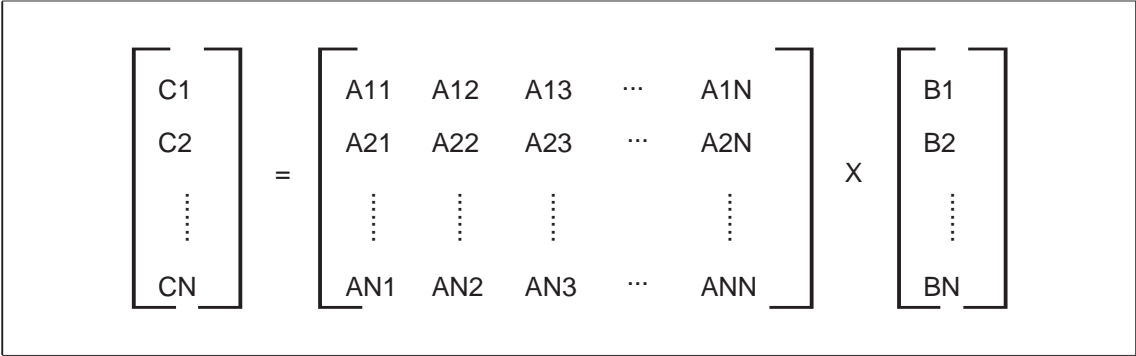 C1 A11 A12 A13 ... A1N B1
C2 A21 A22 A23 ... A2N B2
= X
CN AN1 AN2 AN3 ... ANN BN